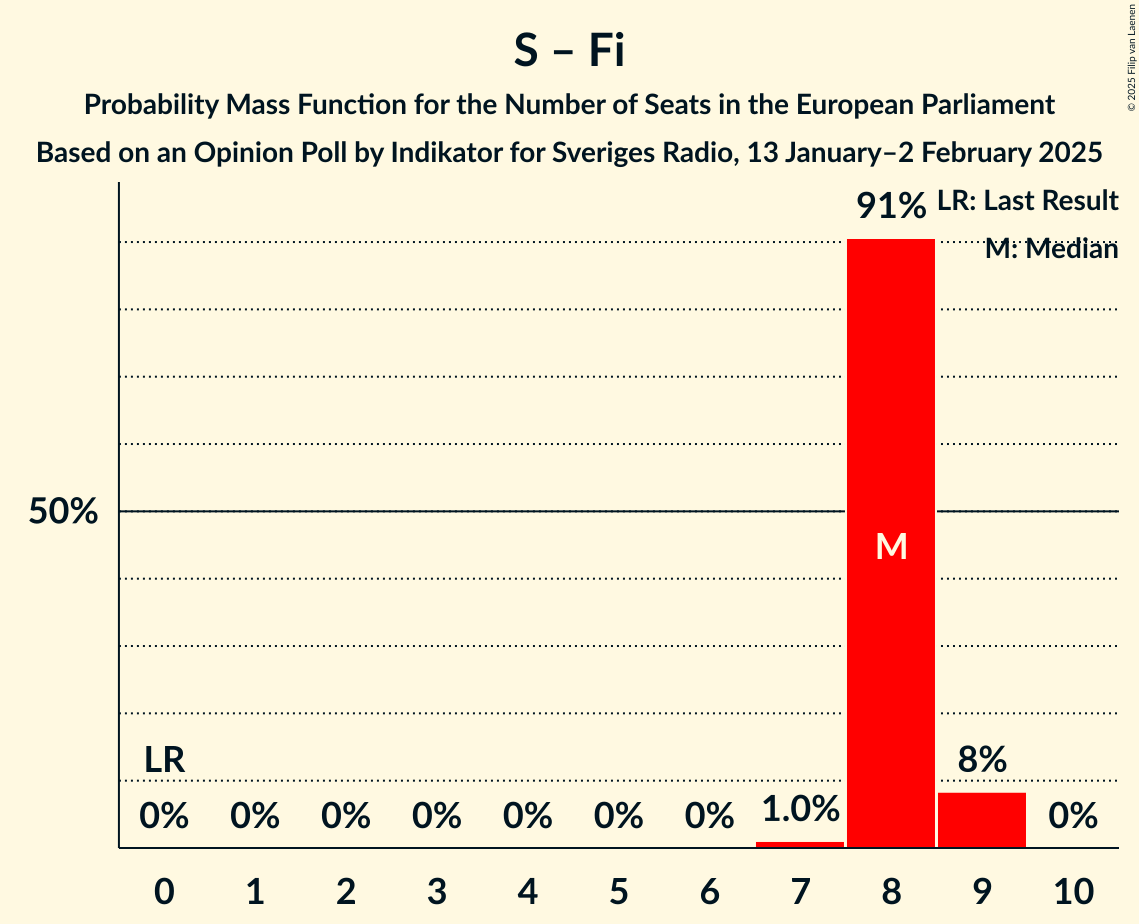 S – Fi
Probability Mass Function for the Number of Seats in the European Parliament
Based on an Opinion Poll by Indikator for Sveriges Radio, 13 January–2 February 2025
© 2025 Filip van Laenen
91%
LR: Last Result
M: Median
50%
M
LR
8%
0% 0% 0% 0% 0% 0% 0% 1.0% 0%
0 1 2 3 4 5 6 7 8 9 10